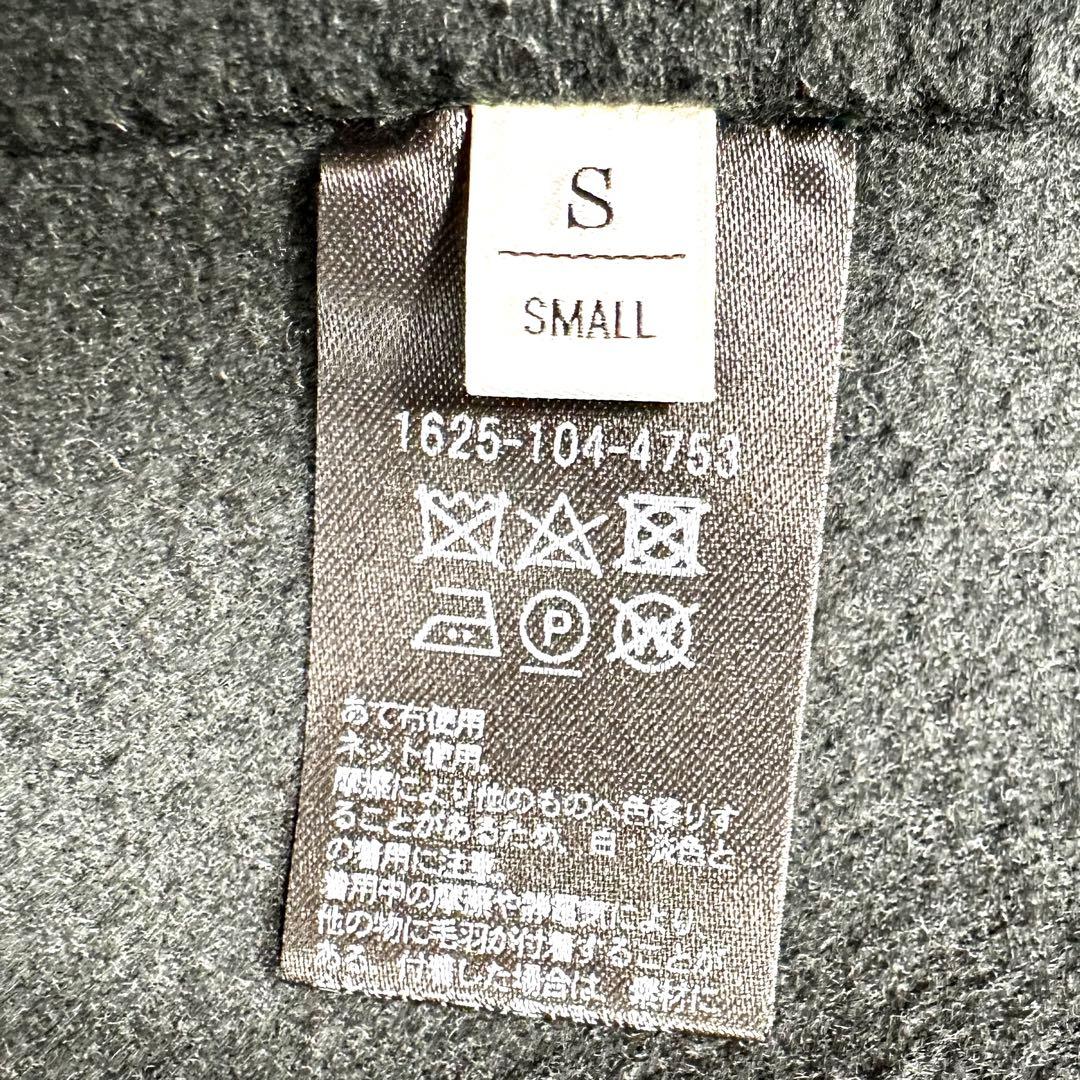 S
SMALL
1625-104-4753
P
W
あて布使用
ネット使用。
摩擦により他のものへ色移りす
ることがあるため、白・淡色と
の着用に注意。
着用中の摩擦や静電気により、
他の物に毛羽が付着することが
ある。付着した場合は、素材に